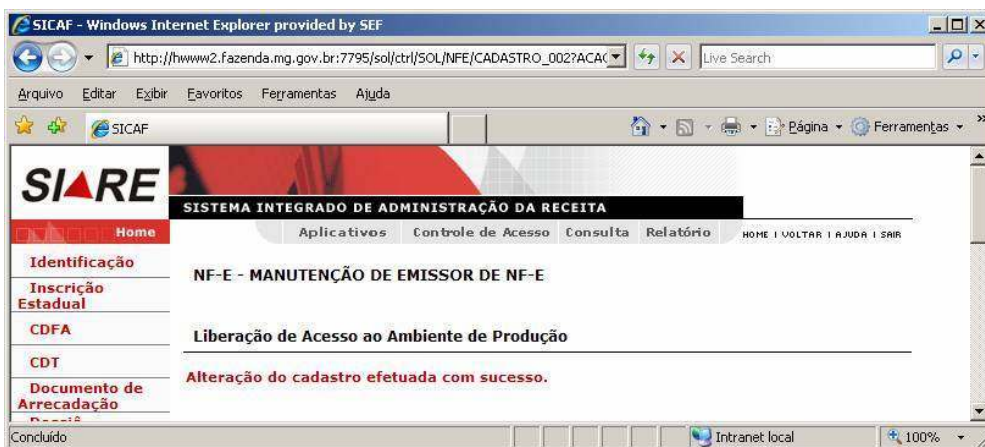 SICAF - Windows Internet Explorer provided by SEF
http://hwww2.fazenda.mg.gov.br:7795/sol/ctrl/SOL/NFE/CADASTRO_002?ACA
Live Search
Arquivo Editar Exibir Favoritos Ferramentas Ajuda
SICAF
Página Ferramentas
SIARE
SISTEMA INTEGRADO DE ADMINISTRAÇÃO DA RECEITA
Home
Aplicativos Controle de Acesso Consulta Relatório HOME | VOLTAR | AJUDA | SAIR
Identificação
Inscrição
Estadual
CDFA
CDT
Documento de
Arrecadação
NF-E - MANUTENÇÃO DE EMISSOR DE NF-E
Liberação de Acesso ao Ambiente de Produção
Alteração do cadastro efetuada com sucesso.
Concluído
Intranet local
100%